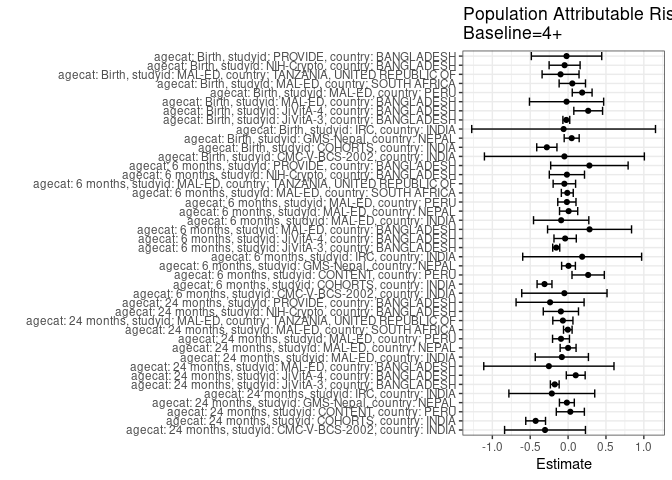 Population Attributable Ris
Baseline=4+
agecat: Birth, studyid: PROVIDE, country: BANGLADESH
agecat: Birth, studyid: NIH-Crypto, country: BANGLADESH
agecat: Birth, studyid: MAL-ED, country: TANZANIA, UNITED REPUBLIC OF
agecat: Birth, studyid: MAL-ED, country: SOUTH AFRICA
agecat: Birth, studyid: MAL-ED, country: PERU
agecat: Birth, studyid: MAL-ED, country: BANGLADESH
agecat: Birth, studyid: JiVitA-4, country: BANGLADESH
agecat: Birth, studyid: JiVitA-3, country: BANGLADESH
agecat: Birth, studyid: IRC, country: INDIA
agecat: Birth, studyid: GMS-Nepal, country: NEPAL
agecat: Birth, studyid: COHORTS, country: INDIA
agecat: Birth, studyid: CMC-V-BCS-2002, country: INDIA
agecat: 6 months, studyid: PROVIDE, country: BANGLADESH
agecat: 6 months, studyid: NIH-Crypto, country: BANGLADESH
agecat: 6 months, studyid: MAL-ED, country: TANZANIA, UNITED REPUBLIC OF
agecat: 6 months, studyid: MAL-ED, country: SOUTH AFRICA
agecat: 6 months, studyid: MAL-ED, country: PERU
agecat: 6 months, studyid: MAL-ED, country: NEPAL
agecat: 6 months, studyid: MAL-ED, country: INDIA
agecat: 6 months, studyid: MAL-ED, country: BANGLADESH
agecat: 6 months, studyid: JiVitA-4, country: BANGLADESH
agecat: 6 months, studyid: JiVitA-3, country: BANGLADESH
agecat: 6 months, studyid: IRC, country: INDIA
agecat: 6 months, studyid: GMS-Nepal, country: NEPAL
agecat: 6 months, studyid: CONTENT, country: PERU
agecat: 6 months, studyid: COHORTS, country: INDIA
agecat: 6 months, studyid: CMC-V-BCS-2002, country: INDIA
agecat: 24 months, studyid: PROVIDE, country: BANGLADESH
agecat: 24 months, studyid: NIH-Crypto, country: BANGLADESH
agecat: 24 months, studyid: MAL-ED, country: TANZANIA, UNITED REPUBLIC OF
agecat: 24 months, studyid: MAL-ED, country: SOUTH AFRICA
agecat: 24 months, studyid: MAL-ED, country: PERU
agecat: 24 months, studyid: MAL-ED, country: NEPAL
agecat: 24 months, studyid: MAL-ED, country: INDIA
agecat: 24 months, studyid: MAL-ED, country: BANGLADESH
agecat: 24 months, studyid: JiVitA-4, country: BANGLADESH
agecat: 24 months, studyid: JiVitA-3, country: BANGLADESH
agecat: 24 months, studyid: IRC, country: INDIA
agecat: 24 months, studyid: GMS-Nepal, country: NEPAL
agecat: 24 months, studyid: CONTENT, country: PERU
agecat: 24 months, studyid: COHORTS, country: INDIA
agecat: 24 months, studyid: CMC-V-BCS-2002, country: INDIA
-1.0 -0.5 0.0 0.5 1.0
Estimate